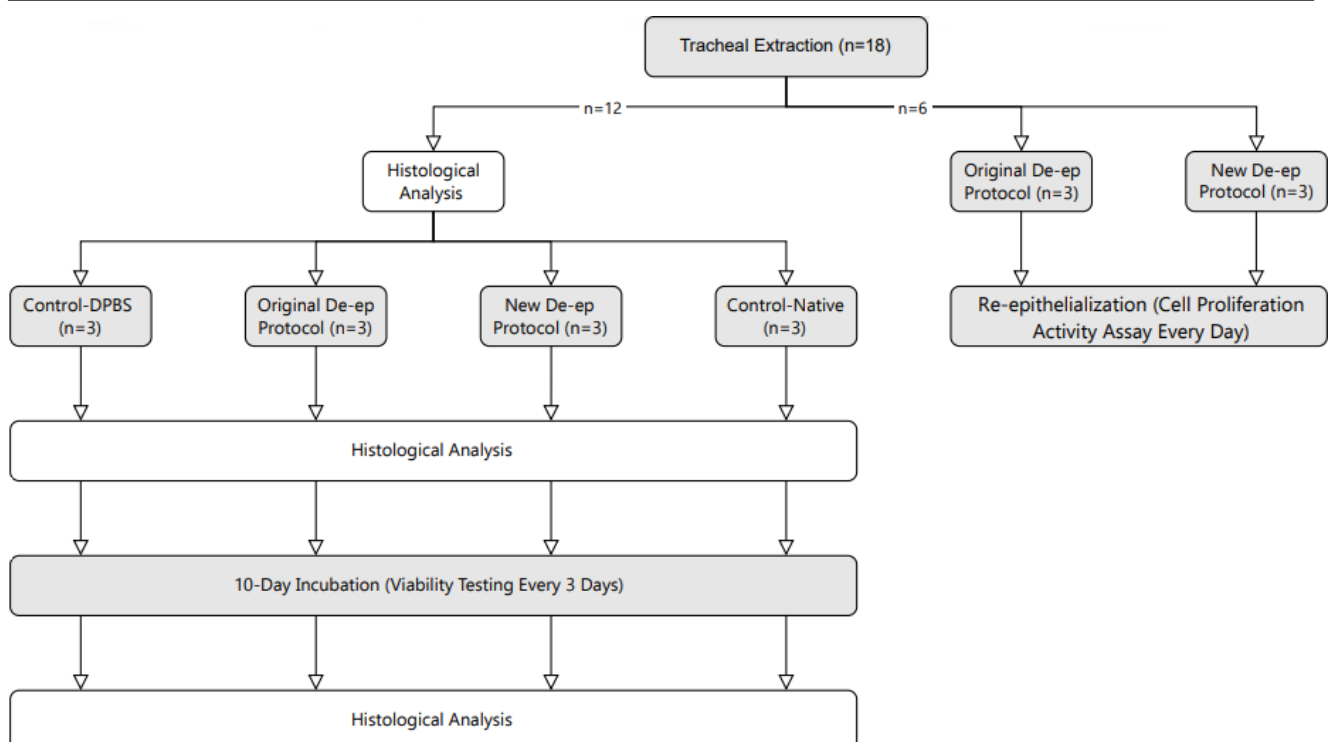 Tracheal Extraction (n=18)
n=12
n=6
Histological
Analysis
Original De-ep
Protocol (n=3)
New De-ep
Protocol (n=3)
Control-DPBS
(n=3)
Original De-ep
Protocol (n=3)
New De-ep
Protocol (n=3)
Control-Native
(n=3)
Re-epithelialization (Cell Proliferation
Activity Assay Every Day)
Histological Analysis
10-Day Incubation (Viability Testing Every 3 Days)
Histological Analysis